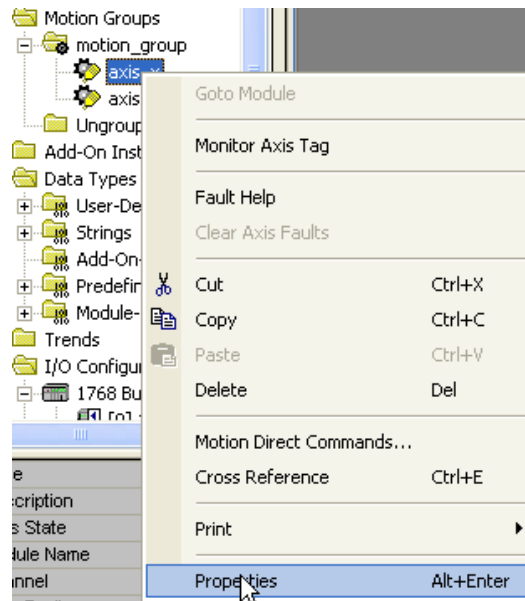 Motion Groups
motion_group
axis_x
axis
Ungroup
Add-On Inst
Data Types
User-De
Strings
Add-On-
Predefin
Module-
Trends
I/O Configu
1768 Bu
Goto Module
Monitor Axis Tag
Fault Help
Clear Axis Faults
Cut Ctrl+X
Copy Ctrl+C
Paste Ctrl+V
Delete Del
Motion Direct Commands...
Cross Reference Ctrl+E
Print
Properties Alt+Enter
e
cription
s State
dule Name
nnel